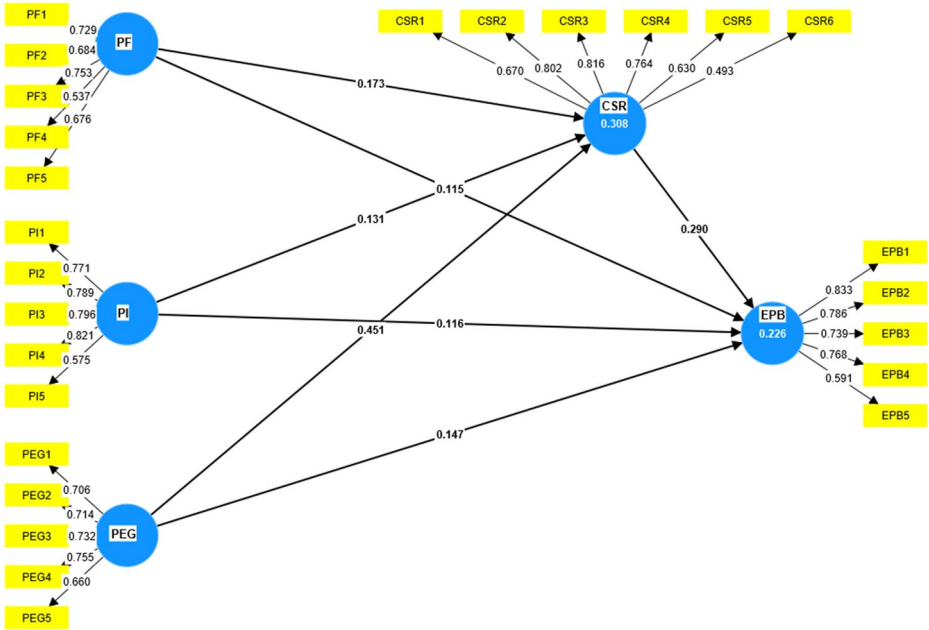 PF1
PF2
PF3
PF4
PF5
0.729
0.684
0.753
0.537
0.676
PF
CSR1
CSR2
CSR3
CSR4
CSR5
CSR6
0.670
0.802
0.816
0.764
0.630
0.493
CSR
0.308
0.173
0.115
0.131
0.290
PI1
PI2
PI3
PI4
PI5
0.771
0.789
0.796
0.821
0.575
PI
0.451
0.116
0.147
EPB
0.226
0.833
0.786
0.739
0.768
0.591
EPB1
EPB2
EPB3
EPB4
EPB5
PEG1
PEG2
PEG3
PEG4
PEG5
0.706
0.714
0.732
0.755
0.660
PEG